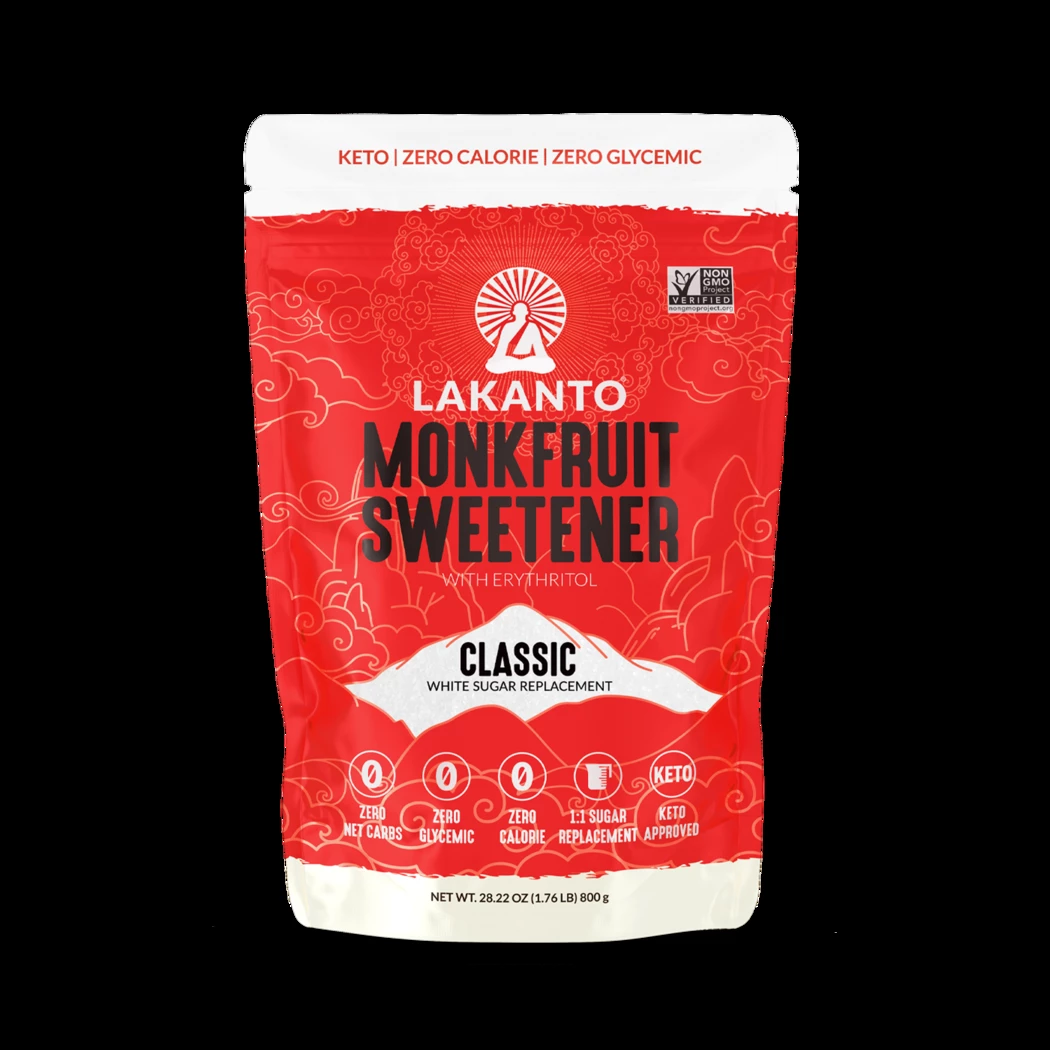 KETO | ZERO CALORIE | ZERO GLYCEMIC
NON
GMO
Project
VERIFIED
nongmoproject.org
LAKANTO
MONKFRUIT
SWEETENER
WITH ERYTHRITOL
CLASSIC
WHITE SUGAR REPLACEMENT
0 0 0 KETO
ZERO
NET CARBS
ZERO
GLYCEMIC
ZERO
CALORIE
1:1 SUGAR
REPLACEMENT
KETO
APPROVED
NET WT. 28.22 OZ (1.76 LB) 800 g